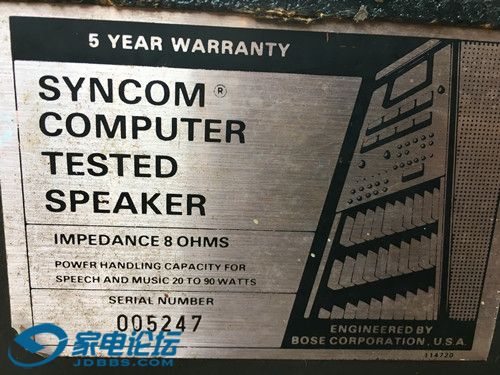 5 YEAR WARRANTY
SYNCOM®
COMPUTER
TESTED
SPEAKER
IMPEDANCE 8 OHMS
POWER HANDLING CAPACITY FOR
SPEECH AND MUSIC 20 TO 90 WATTS
SERIAL NUMBER
005247
ENGINEERED BY
BOSE CORPORATION, U.S.A.
114720
家电论坛
JDBBS.COM